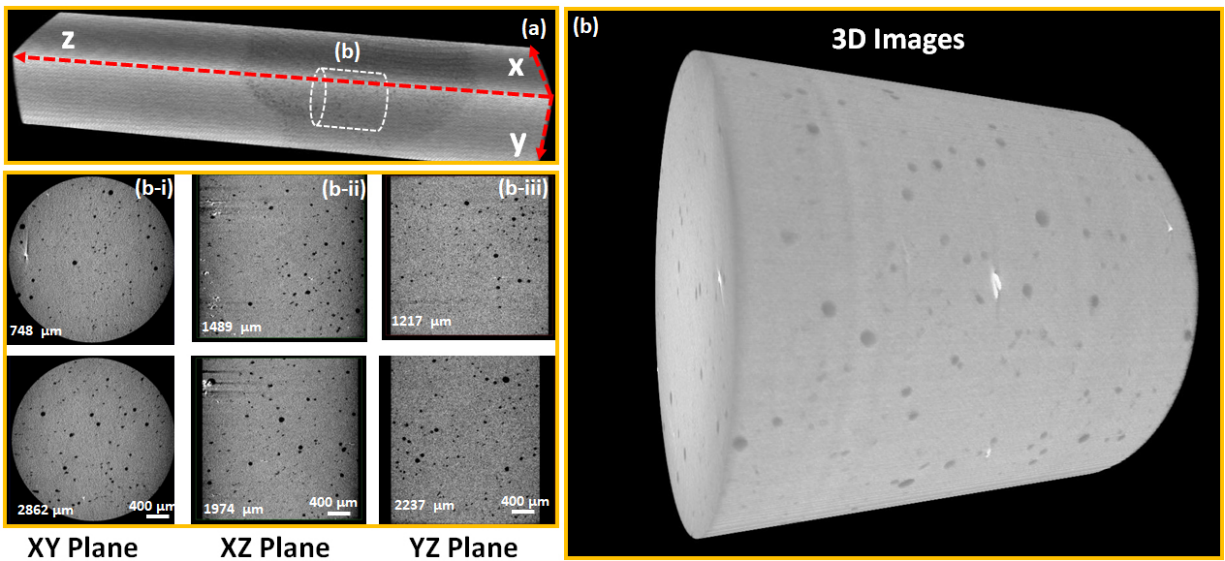 (a)
z
(b)
x
y
(b)
3D Images
(b-i)
(b-ii)
(b-iii)
748 μm
1489 μm
1217 μm
2862 μm
400 μm
1974 μm
400 μm
2237 μm
400 μm
XY Plane
XZ Plane
YZ Plane